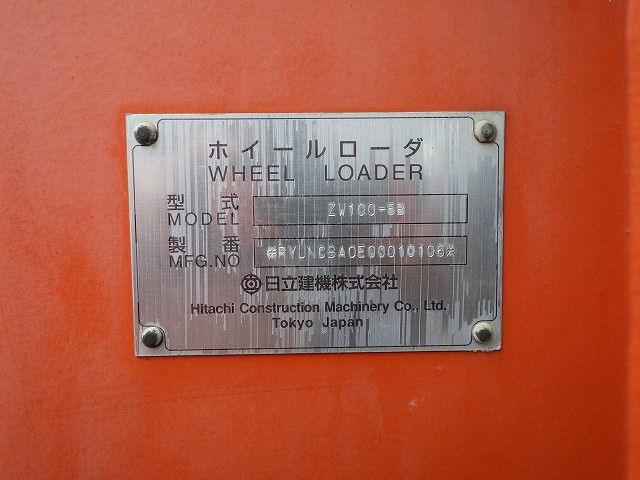 ホイールローダ
WHEEL LOADER
型式
MODEL ZW100-5B
製番
MFG.NO *RYUNCBA0E00010106*
日立建機株式会社
Hitachi Construction Machinery Co., Ltd.
Tokyo Japan